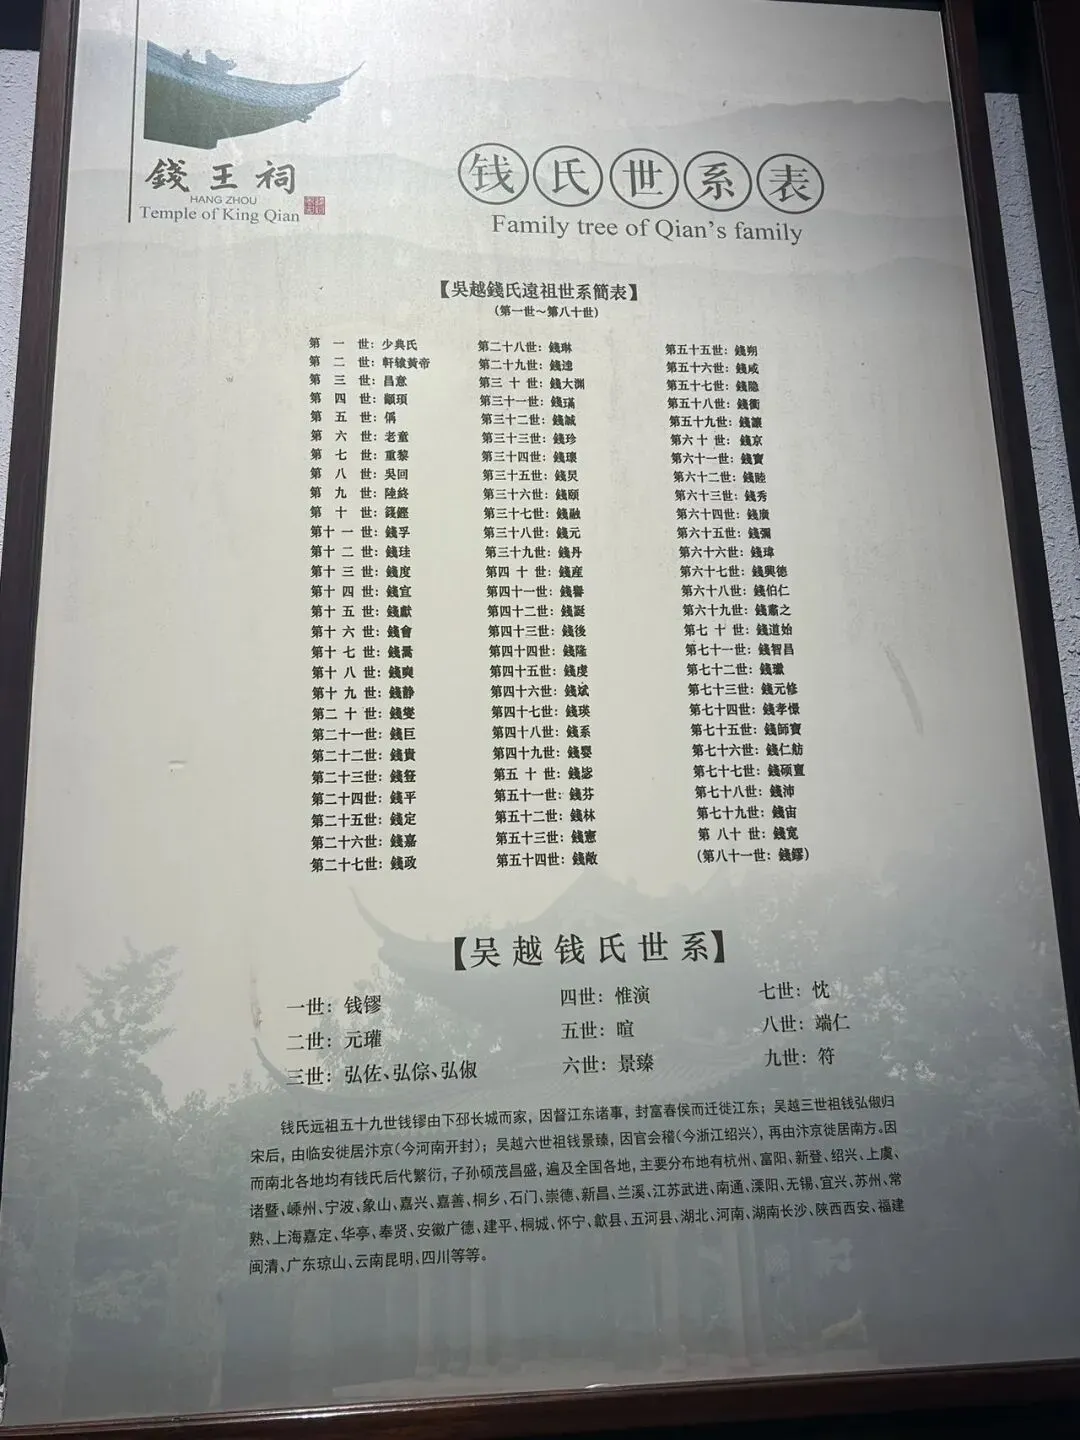 錢王祠
HANG ZHOU
Temple of King Qian
钱氏世系表
Family tree of Qian's family
【吳越錢氏遠祖世系簡表】
(第一世～第八十世)
第一世：少典氏
第二世：軒轅黃帝
第三世：昌意
第四世：顓頊
第五世：偁
第六世：老童
第七世：重黎
第八世：吳回
第九世：陸終
第十世：籛鏗
第十一世：錢孚
第十二世：錢珪
第十三世：錢度
第十四世：錢宜
第十五世：錢獻
第十六世：錢會
第十七世：錢
第十八世：錢奭
第十九世：錢静
第二十世：錢燮
第二十一世：錢巨
第二十二世：錢貴
第二十三世：錢
第二十四世：錢平
第二十五世：錢定
第二十六世：錢嘉
第二十七世：錢政
第二十八世：錢琳
第二十九世：錢逵
第三十世：錢大渊
第三十一世：錢璊
第三十二世：錢誠
第三十三世：錢珍
第三十四世：錢瓌
第三十五世：錢炅
第三十六世：錢頤
第三十七世：錢融
第三十八世：錢元
第三十九世：錢丹
第四十世：錢産
第四十一世：錢譽
第四十二世：錢誕
第四十三世：錢後
第四十四世：錢隆
第四十五世：錢虔
第四十六世：錢斌
第四十七世：錢瑛
第四十八世：錢系
第四十九世：錢嬰
第五十世：錢
第五十一世：錢芬
第五十二世：錢林
第五十三世：錢憲
第五十四世：錢敞
第五十五世：錢朔
第五十六世：錢咸
第五十七世：錢隐
第五十八世：錢衢
第五十九世：錢讓
第六十世：錢京
第六十一世：錢寶
第六十二世：錢睦
第六十三世：錢秀
第六十四世：錢廣
第六十五世：錢彌
第六十六世：錢瑋
第六十七世：錢興德
第六十八世：錢伯仁
第六十九世：錢肅之
第七十世：錢道始
第七十一世：錢智昌
第七十二世：錢
第七十三世：錢元修
第七十四世：錢孝憬
第七十五世：錢師寶
第七十六世：錢仁舫
第七十七世：錢硕亶
第七十八世：錢沛
第七十九世：錢宙
第八十世：錢宽
(第八十一世：錢鏐)
【吴越钱氏世系】
一世：钱镠
二世：元瓘
三世：弘佐、弘倧、弘俶
四世：惟演
五世：暄
六世：景臻
七世：忱
八世：端仁
九世：符
钱氏远祖五十九世钱镠由下邳长城而家，因督江东诸事，封富春侯而迁徙江东；吴越三世祖钱弘俶归
宋后，由临安徙居汴京(今河南开封)；吴越六世祖钱景臻，因官会稽(今浙江绍兴)，再由汴京徙居南方。因
而南北各地均有钱氏后代繁衍，子孙硕茂昌盛，遍及全国各地，主要分布地有杭州、富阳、新登、绍兴、上虞、
诸暨、嵊州、宁波、象山、嘉兴、嘉善、桐乡、石门、崇德、新昌、兰溪、江苏武进、南通、溧阳、无锡、宜兴、苏州、常
熟、上海嘉定、华亭、奉贤、安徽广德、建平、桐城、怀宁、歙县、五河县、湖北、河南、湖南长沙、陕西西安、福建
闽清、广东琼山、云南昆明、四川等等。